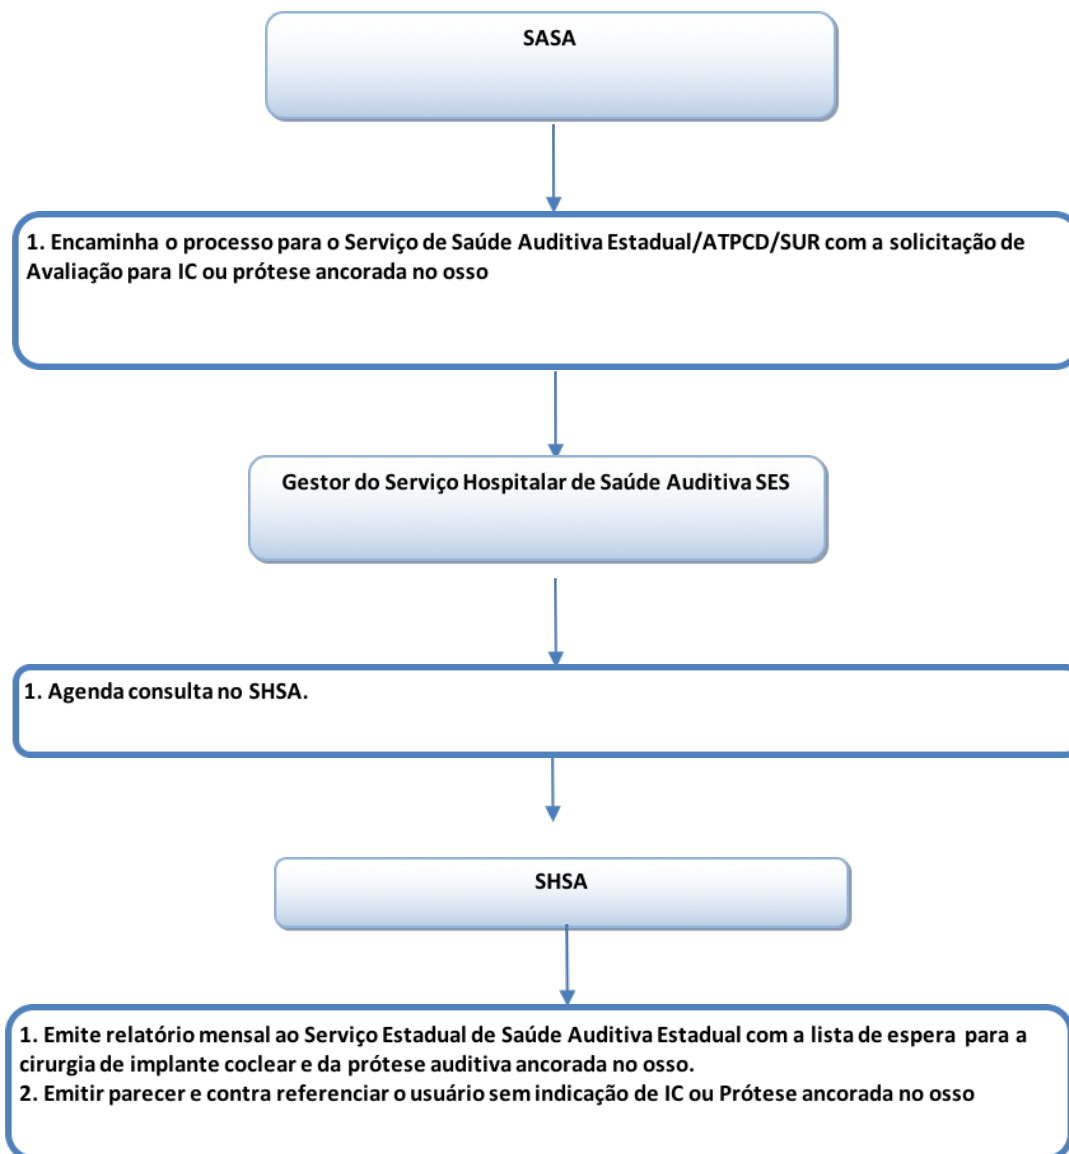 SASA
1. Encaminha o processo para o Serviço de Saúde Auditiva Estadual/ATPCD/SUR com a solicitação de
Avaliação para IC ou prótese ancorada no osso
Gestor do Serviço Hospitalar de Saúde Auditiva SES
1. Agenda consulta no SHSA.
SHSA
1. Emite relatório mensal ao Serviço Estadual de Saúde Auditiva Estadual com a lista de espera para a
cirurgia de implante coclear e da prótese auditiva ancorada no osso.
2. Emitir parecer e contra referenciar o usuário sem indicação de IC ou Prótese ancorada no osso